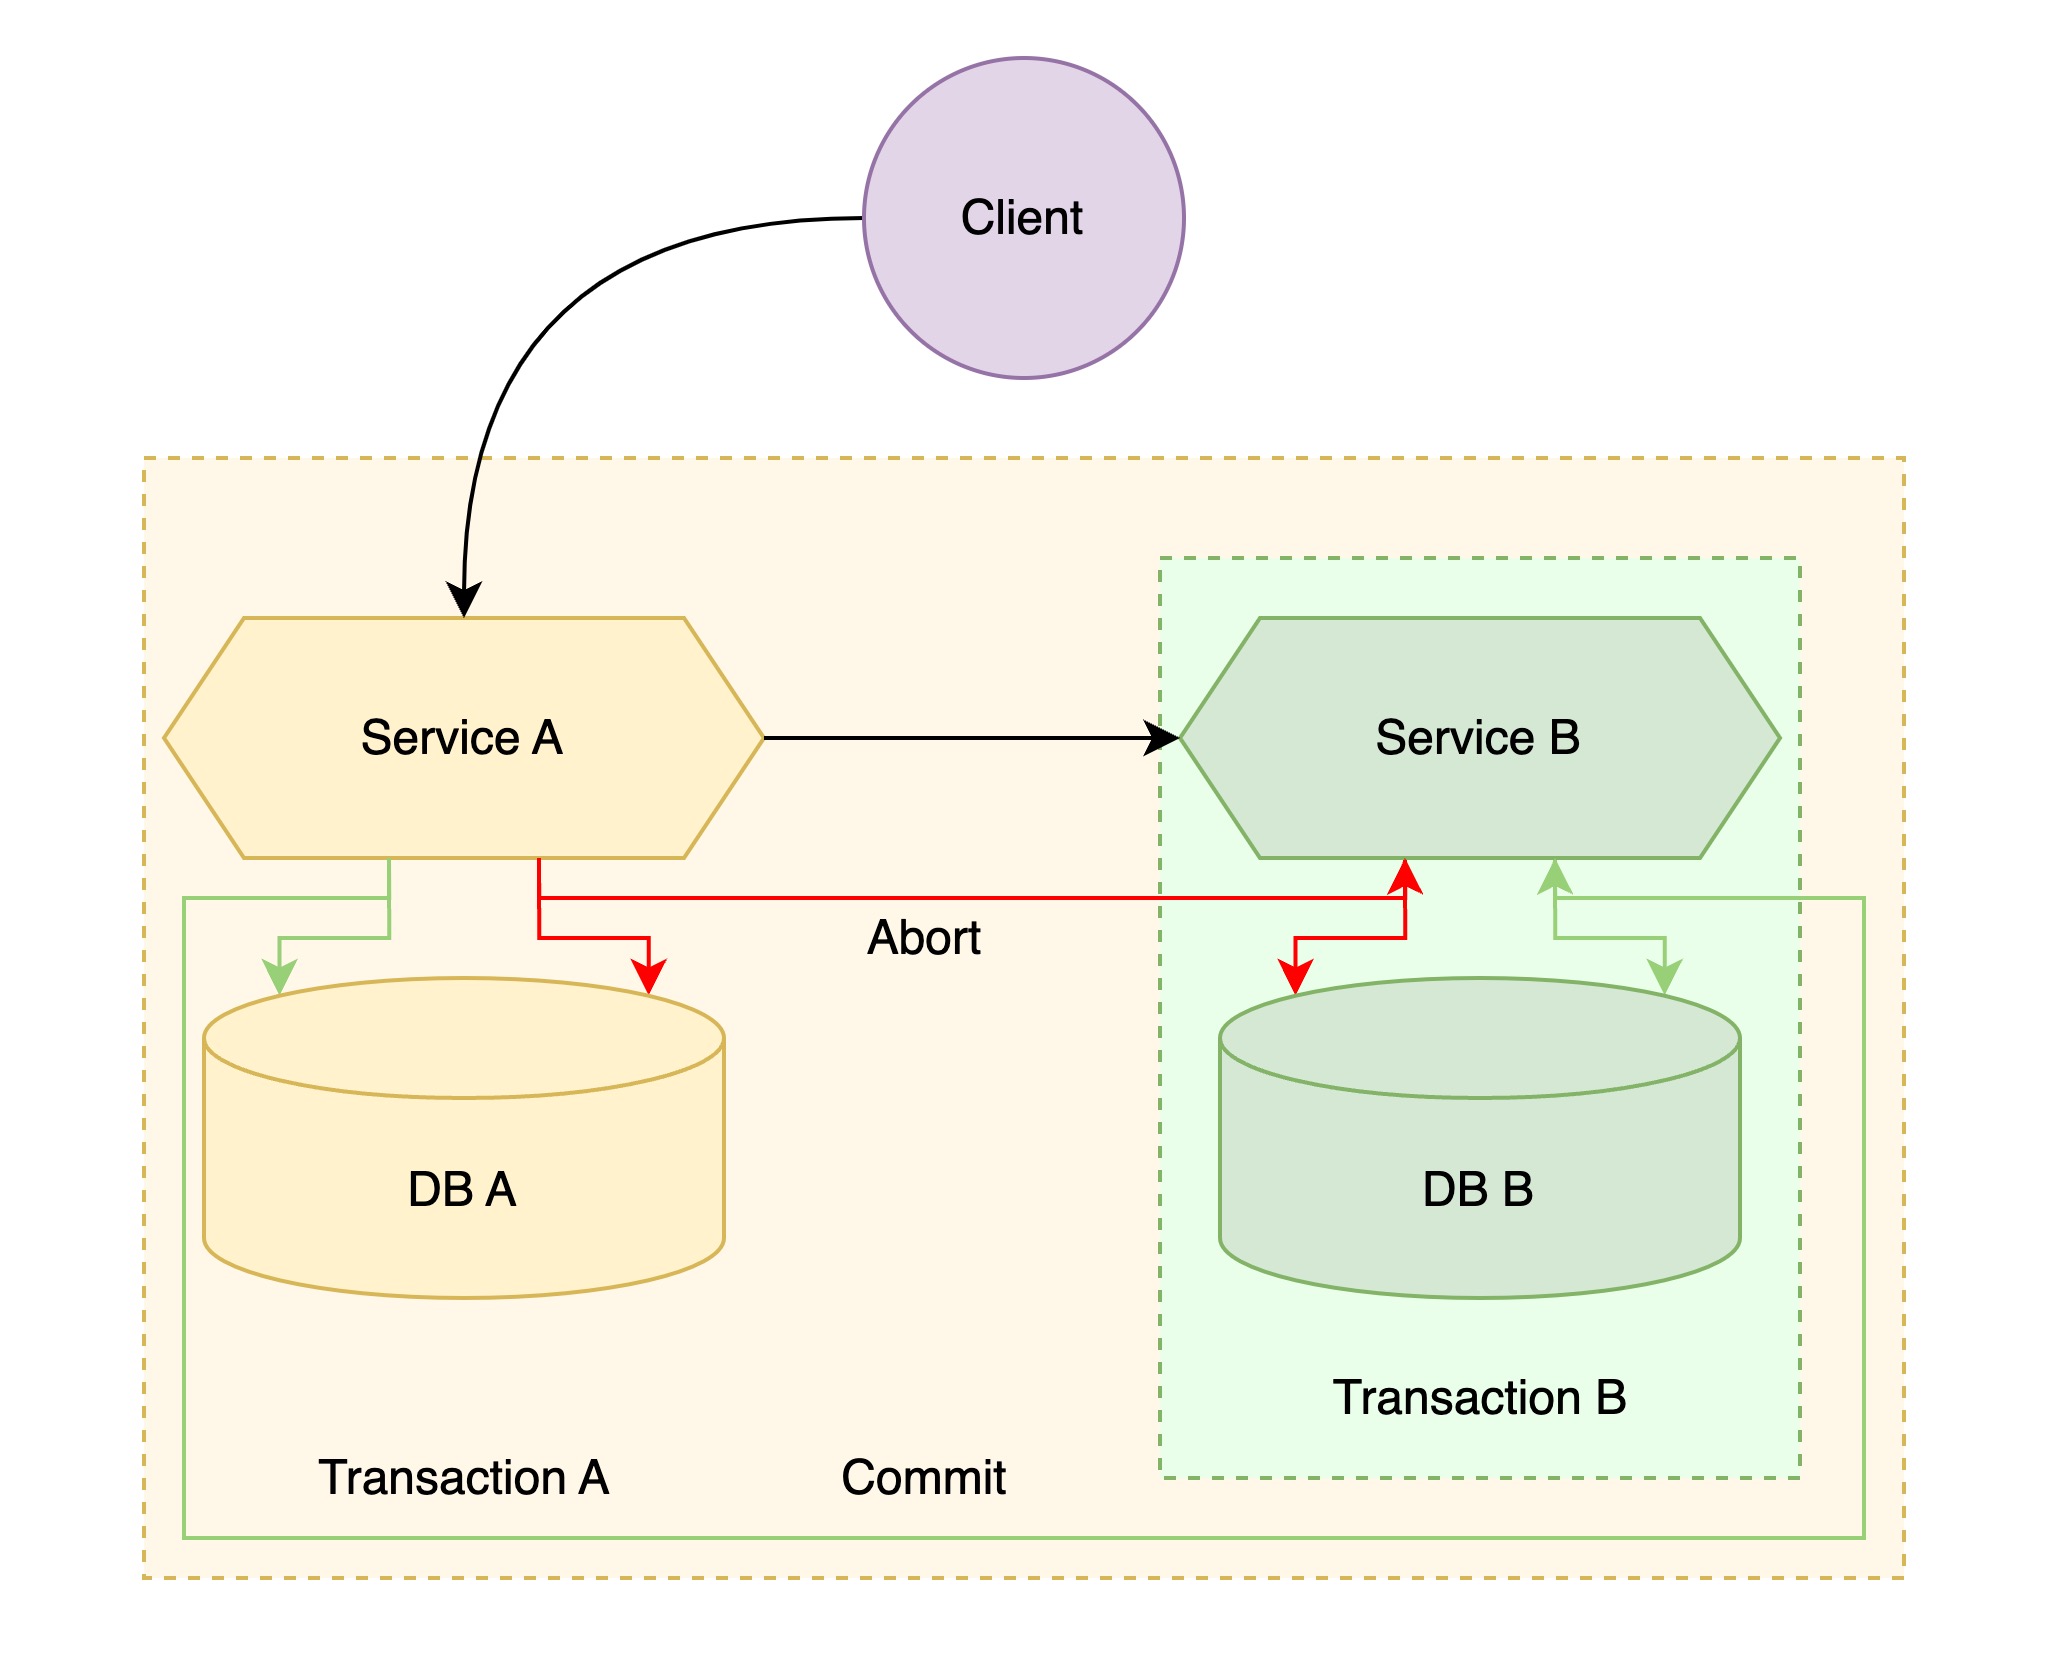 Client
Service A
Service B
Abort
DB A
DB B
Transaction B
Transaction A
Commit